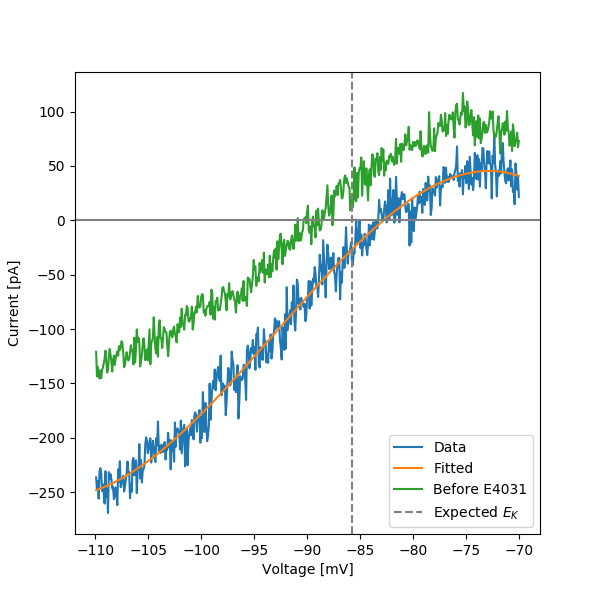 100
50
0
−50
−100
−150
−200
−250
Current [pA]
Data
Fitted
Before E4031
Expected E_K
−110 −105 −100 −95 −90 −85 −80 −75 −70
Voltage [mV]